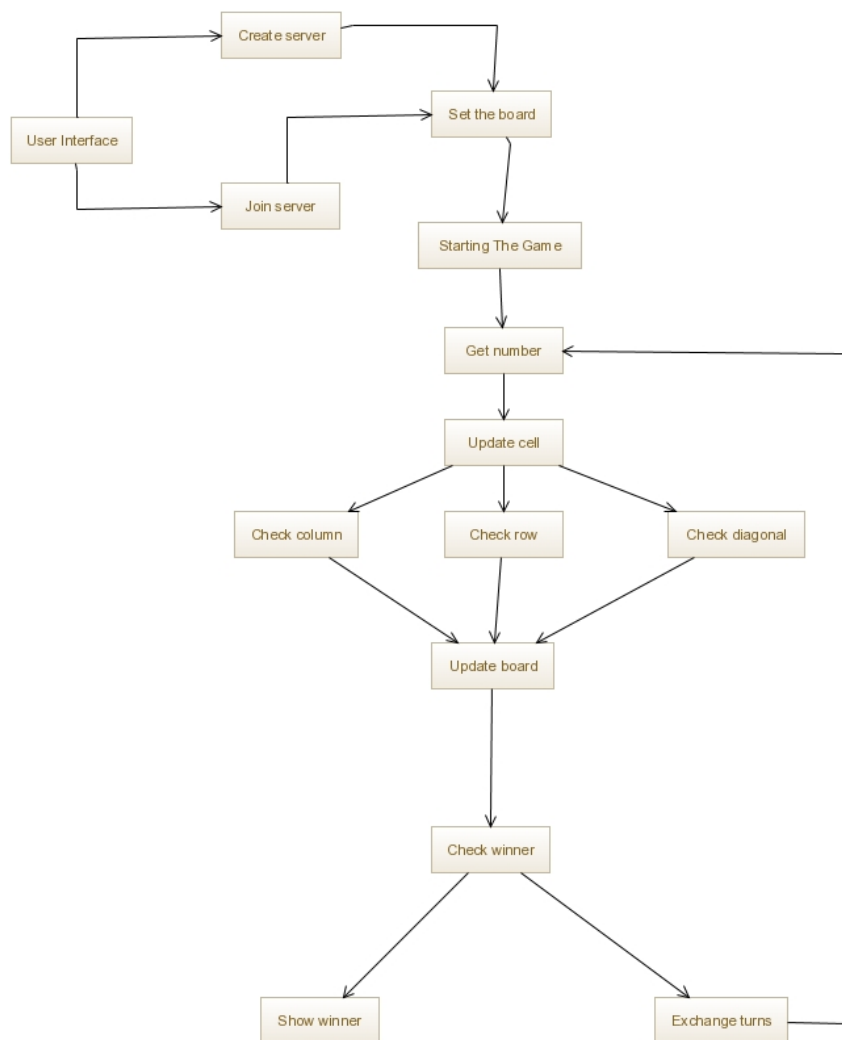 Create server
Set the board
User Interface
Join server
Starting The Game
Get number
Update cell
Check column
Check row
Check diagonal
Update board
Check winner
Show winner
Exchange turns